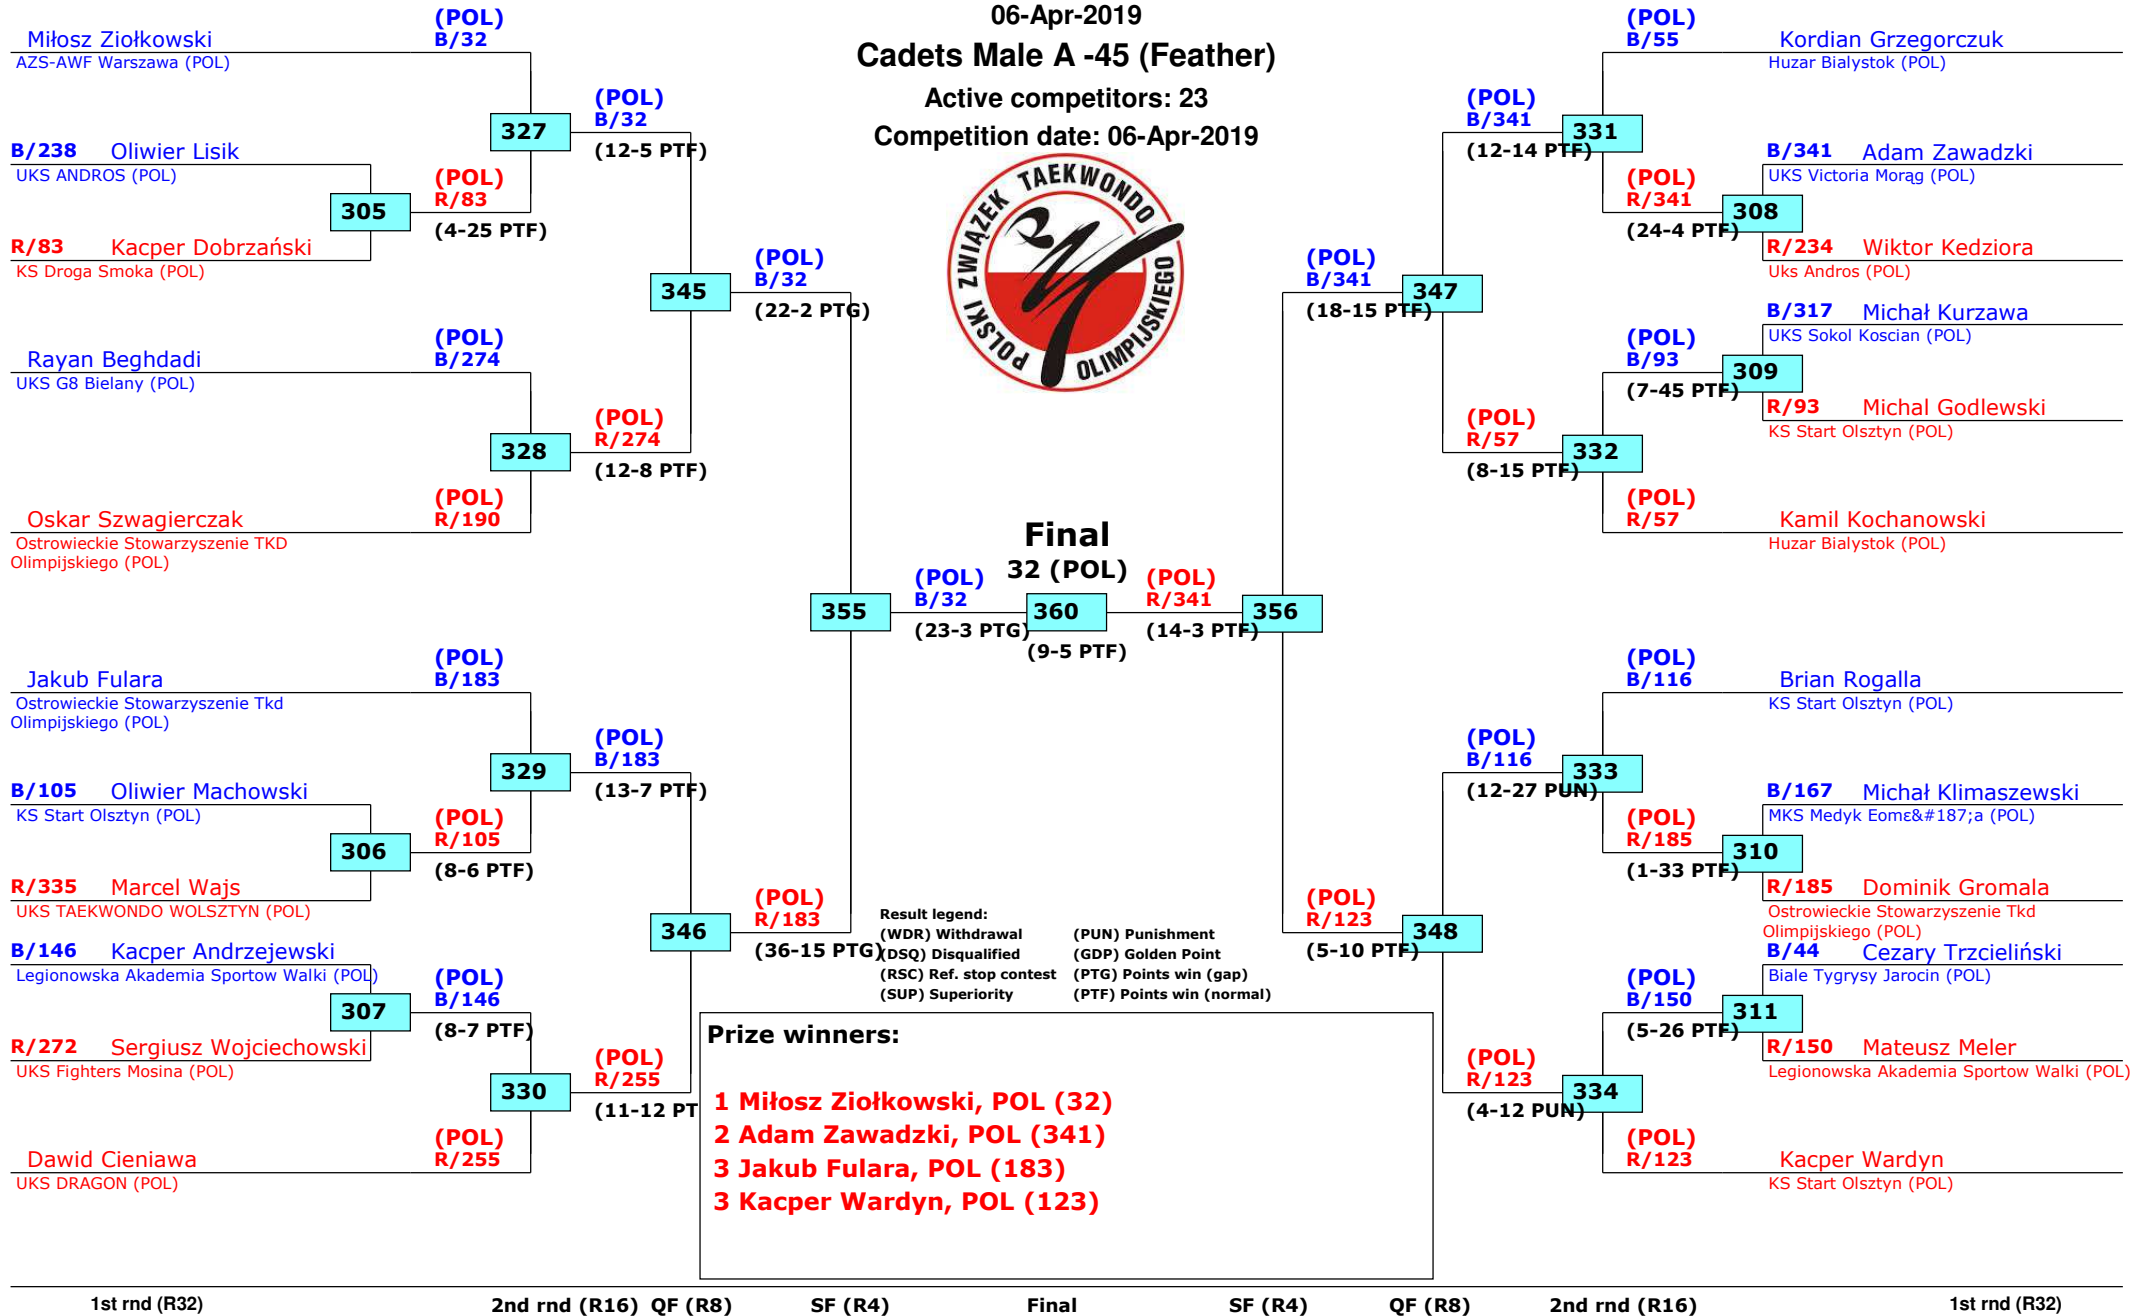 06-Apr-2019
Cadets Male A -45 (Feather)
Active competitors: 23
Competition date: 06-Apr-2019
POLSKI ZWIĄZEK TAEKWONDO OLIMPIJSKIEGO
Miłosz Ziołkowski
AZS-AWF Warszawa (POL)
(POL)
B/32
B/238 Oliwier Lisik
UKS ANDROS (POL)
305
R/83 Kacper Dobrzański
KS Droga Smoka (POL)
(POL)
R/83
(4-25 PTF)
327
(POL)
B/32
(12-5 PTF)
Rayan Beghdadi
UKS G8 Bielany (POL)
(POL)
B/274
328
(POL)
R/274
(12-8 PTF)
Oskar Szwagierczak
Ostrowieckie Stowarzyszenie TKD
Olimpijskiego (POL)
(POL)
R/190
345
(POL)
B/32
(22-2 PTG)
Jakub Fulara
Ostrowieckie Stowarzyszenie Tkd
Olimpijskiego (POL)
(POL)
B/183
B/105 Oliwier Machowski
KS Start Olsztyn (POL)
306
R/335 Marcel Wajs
UKS TAEKWONDO WOLSZTYN (POL)
(POL)
R/105
(8-6 PTF)
329
(POL)
B/183
(13-7 PTF)
B/146 Kacper Andrzejewski
Legionowska Akademia Sportow Walki (POL)
307
R/272 Sergiusz Wojciechowski
UKS Fighters Mosina (POL)
(POL)
B/146
(8-7 PTF)
330
(POL)
R/255
(11-12 PT
Dawid Cieniawa
UKS DRAGON (POL)
(POL)
R/255
346
(POL)
R/183
(36-15 PTG)
355
(POL)
B/32
(23-3 PTG)
Final
32 (POL)
360
(9-5 PTF)
(POL)
R/341
(14-3 PTF)
356
(POL)
B/341
(18-15 PTF)
347
(POL)
B/341
(12-14 PTF)
331
(POL)
B/55
Kordian Grzegorczuk
Huzar Bialystok (POL)
B/341 Adam Zawadzki
UKS Victoria Morąg (POL)
(POL)
R/341
(24-4 PTF)
308
R/234 Wiktor Kedziora
Uks Andros (POL)
B/317 Michał Kurzawa
UKS Sokol Koscian (POL)
(POL)
B/93
(7-45 PTF)
309
R/93 Michal Godlewski
KS Start Olsztyn (POL)
(POL)
R/57
(8-15 PTF)
332
(POL)
R/57
Kamil Kochanowski
Huzar Bialystok (POL)
(POL)
B/116
Brian Rogalla
KS Start Olsztyn (POL)
(POL)
B/116
(12-27 PUN)
333
B/167 Michał Klimaszewski
MKS Medyk Eomε&#187;a (POL)
(POL)
R/185
(1-33 PTF)
310
R/185 Dominik Gromala
Ostrowieckie Stowarzyszenie Tkd
Olimpijskiego (POL)
(POL)
R/123
(5-10 PTF)
348
B/44 Cezary Trzcieliński
Biale Tygrysy Jarocin (POL)
(POL)
B/150
(5-26 PTF)
311
R/150 Mateusz Meler
Legionowska Akademia Sportow Walki (POL)
(POL)
R/123
(4-12 PUN)
334
(POL)
R/123
Kacper Wardyn
KS Start Olsztyn (POL)
Result legend:
(WDR) Withdrawal (PUN) Punishment
(DSQ) Disqualified (GDP) Golden Point
(RSC) Ref. stop contest (PTG) Points win (gap)
(SUP) Superiority (PTF) Points win (normal)
Prize winners:
1 Miłosz Ziołkowski, POL (32)
2 Adam Zawadzki, POL (341)
3 Jakub Fulara, POL (183)
3 Kacper Wardyn, POL (123)
1st rnd (R32) 2nd rnd (R16) QF (R8) SF (R4) Final SF (R4) QF (R8) 2nd rnd (R16) 1st rnd (R32)